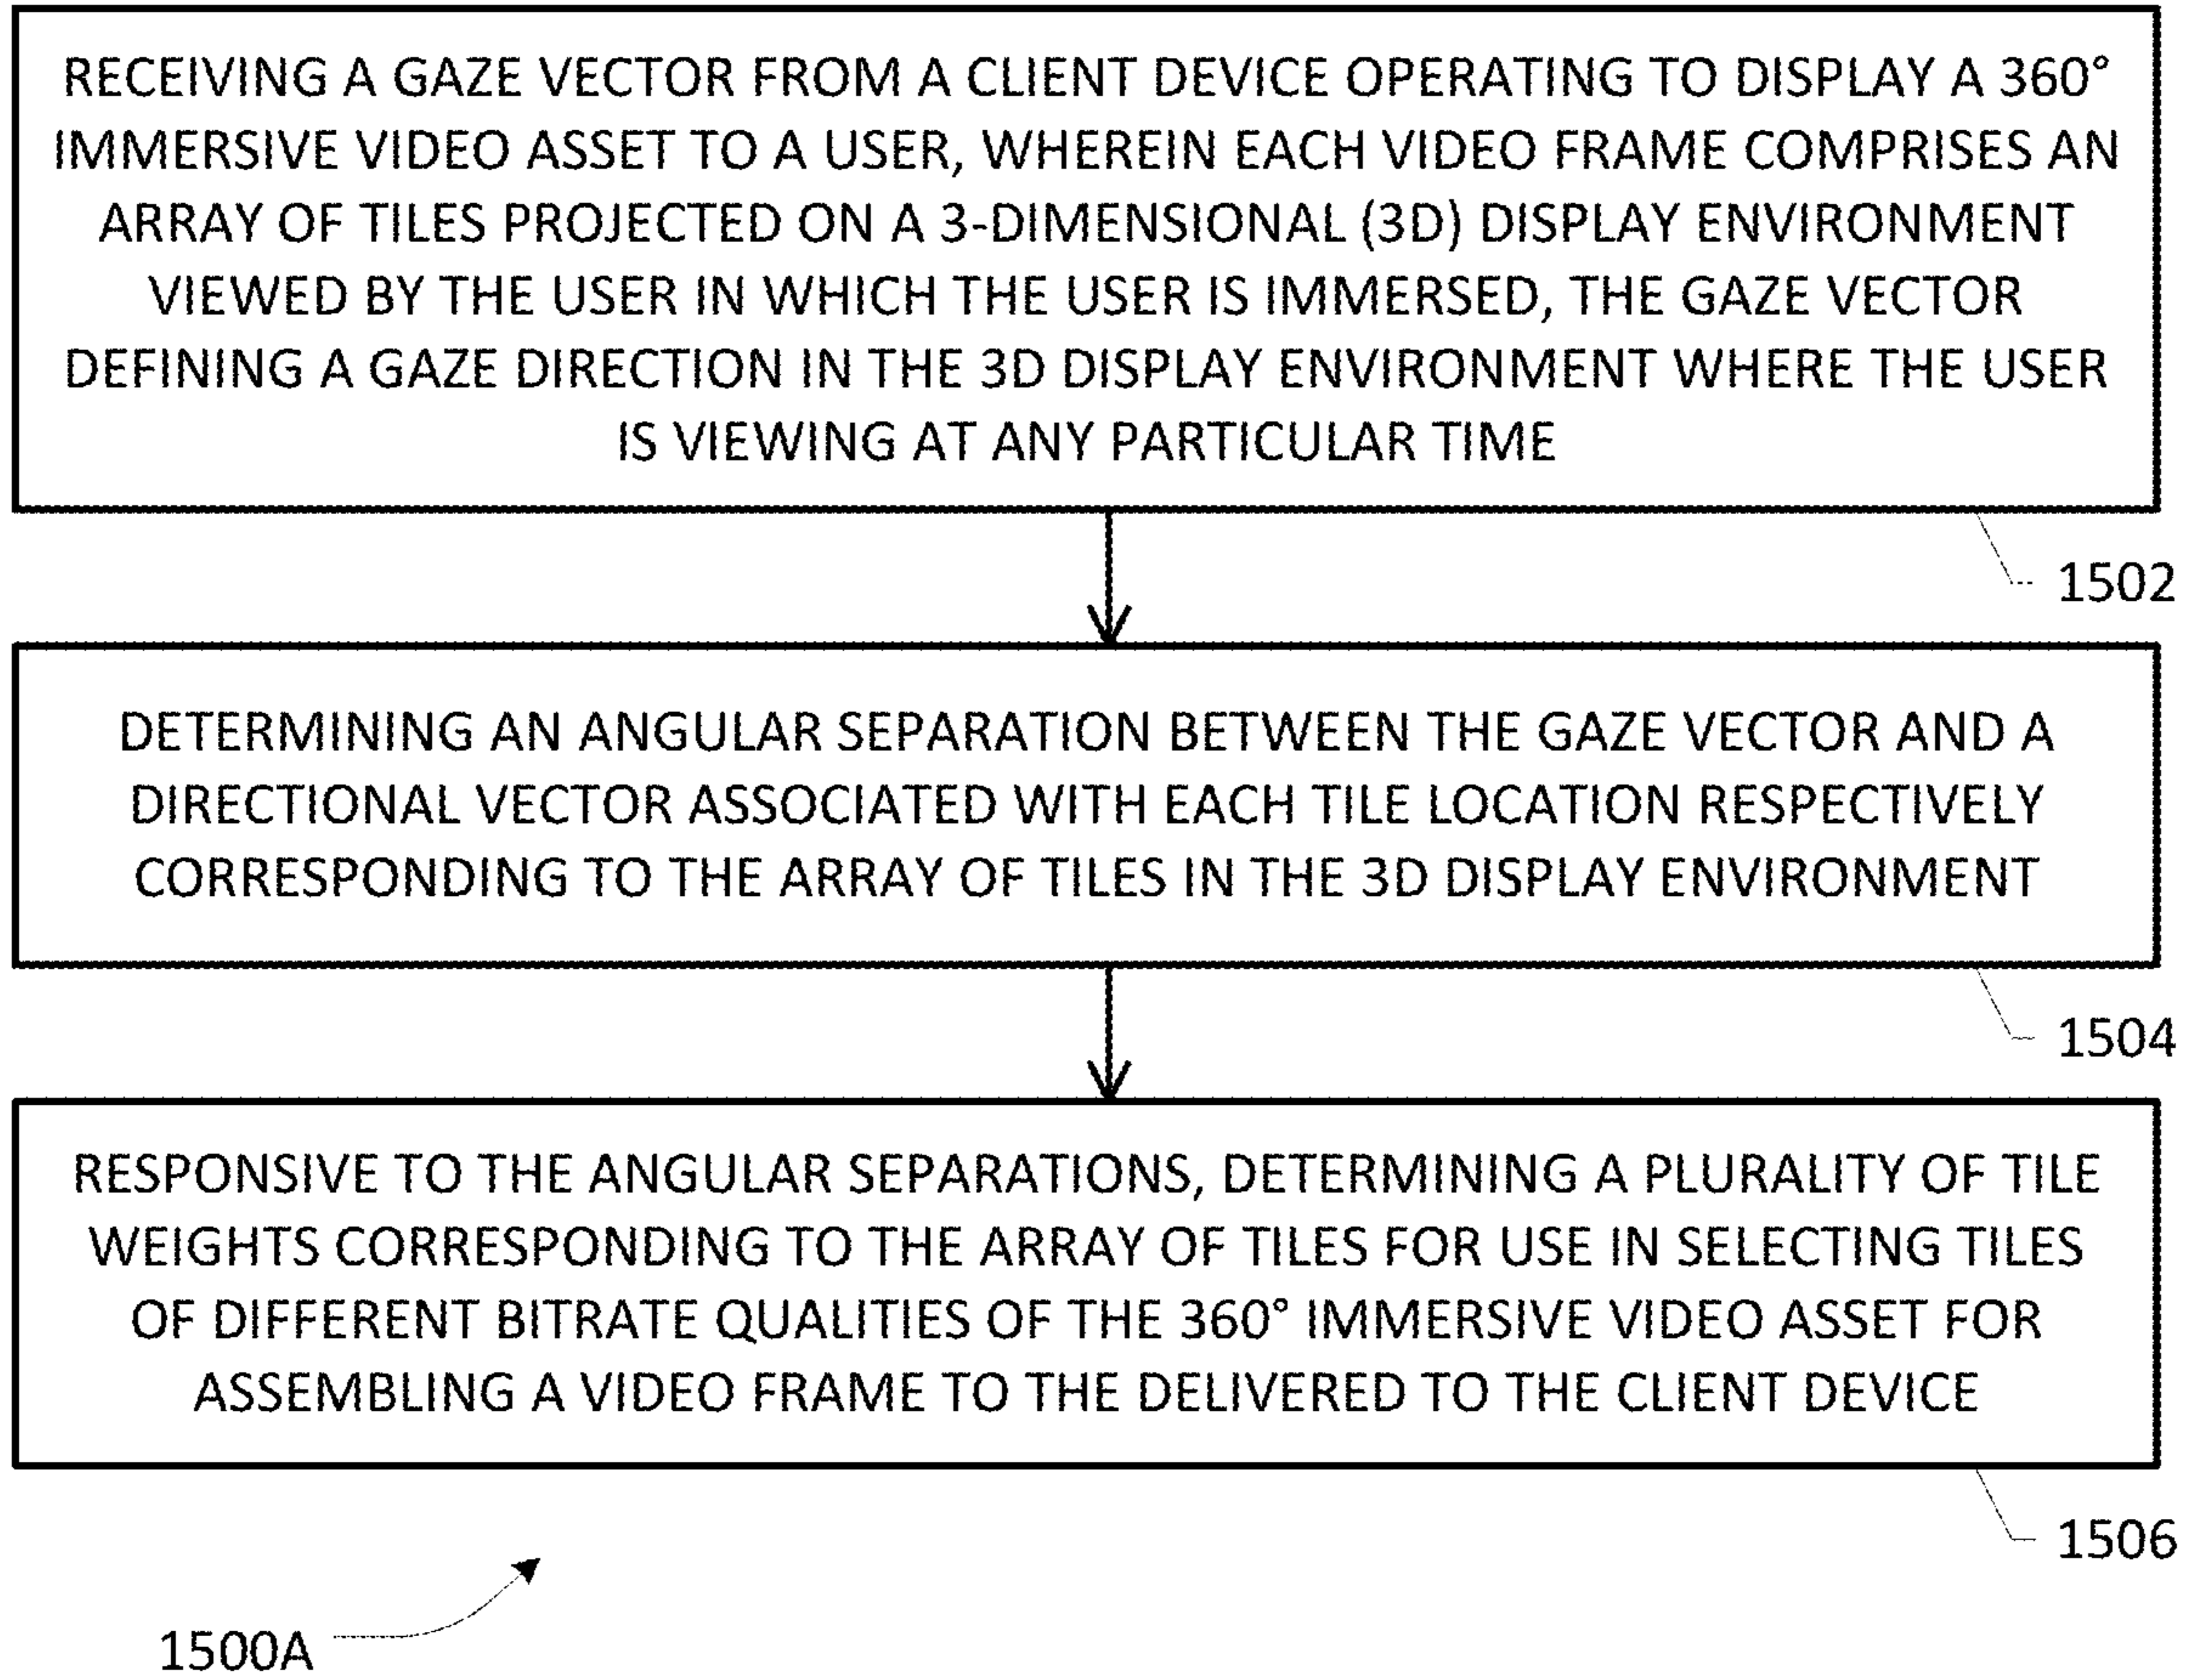 RECEIVING A GAZE VECTOR FROM A CLIENT DEVICE OPERATING TO DISPLAY A 360°
IMMERSIVE VIDEO ASSET TO A USER, WHEREIN EACH VIDEO FRAME COMPRISES AN
ARRAY OF TILES PROJECTED ON A 3-DIMENSIONAL (3D) DISPLAY ENVIRONMENT
VIEWED BY THE USER IN WHICH THE USER IS IMMERSED, THE GAZE VECTOR
DEFINING A GAZE DIRECTION IN THE 3D DISPLAY ENVIRONMENT WHERE THE USER
IS VIEWING AT ANY PARTICULAR TIME
1502
DETERMINING AN ANGULAR SEPARATION BETWEEN THE GAZE VECTOR AND A
DIRECTIONAL VECTOR ASSOCIATED WITH EACH TILE LOCATION RESPECTIVELY
CORRESPONDING TO THE ARRAY OF TILES IN THE 3D DISPLAY ENVIRONMENT
1504
RESPONSIVE TO THE ANGULAR SEPARATIONS, DETERMINING A PLURALITY OF TILE
WEIGHTS CORRESPONDING TO THE ARRAY OF TILES FOR USE IN SELECTING TILES
OF DIFFERENT BITRATE QUALITIES OF THE 360° IMMERSIVE VIDEO ASSET FOR
ASSEMBLING A VIDEO FRAME TO THE DELIVERED TO THE CLIENT DEVICE
1506
1500A